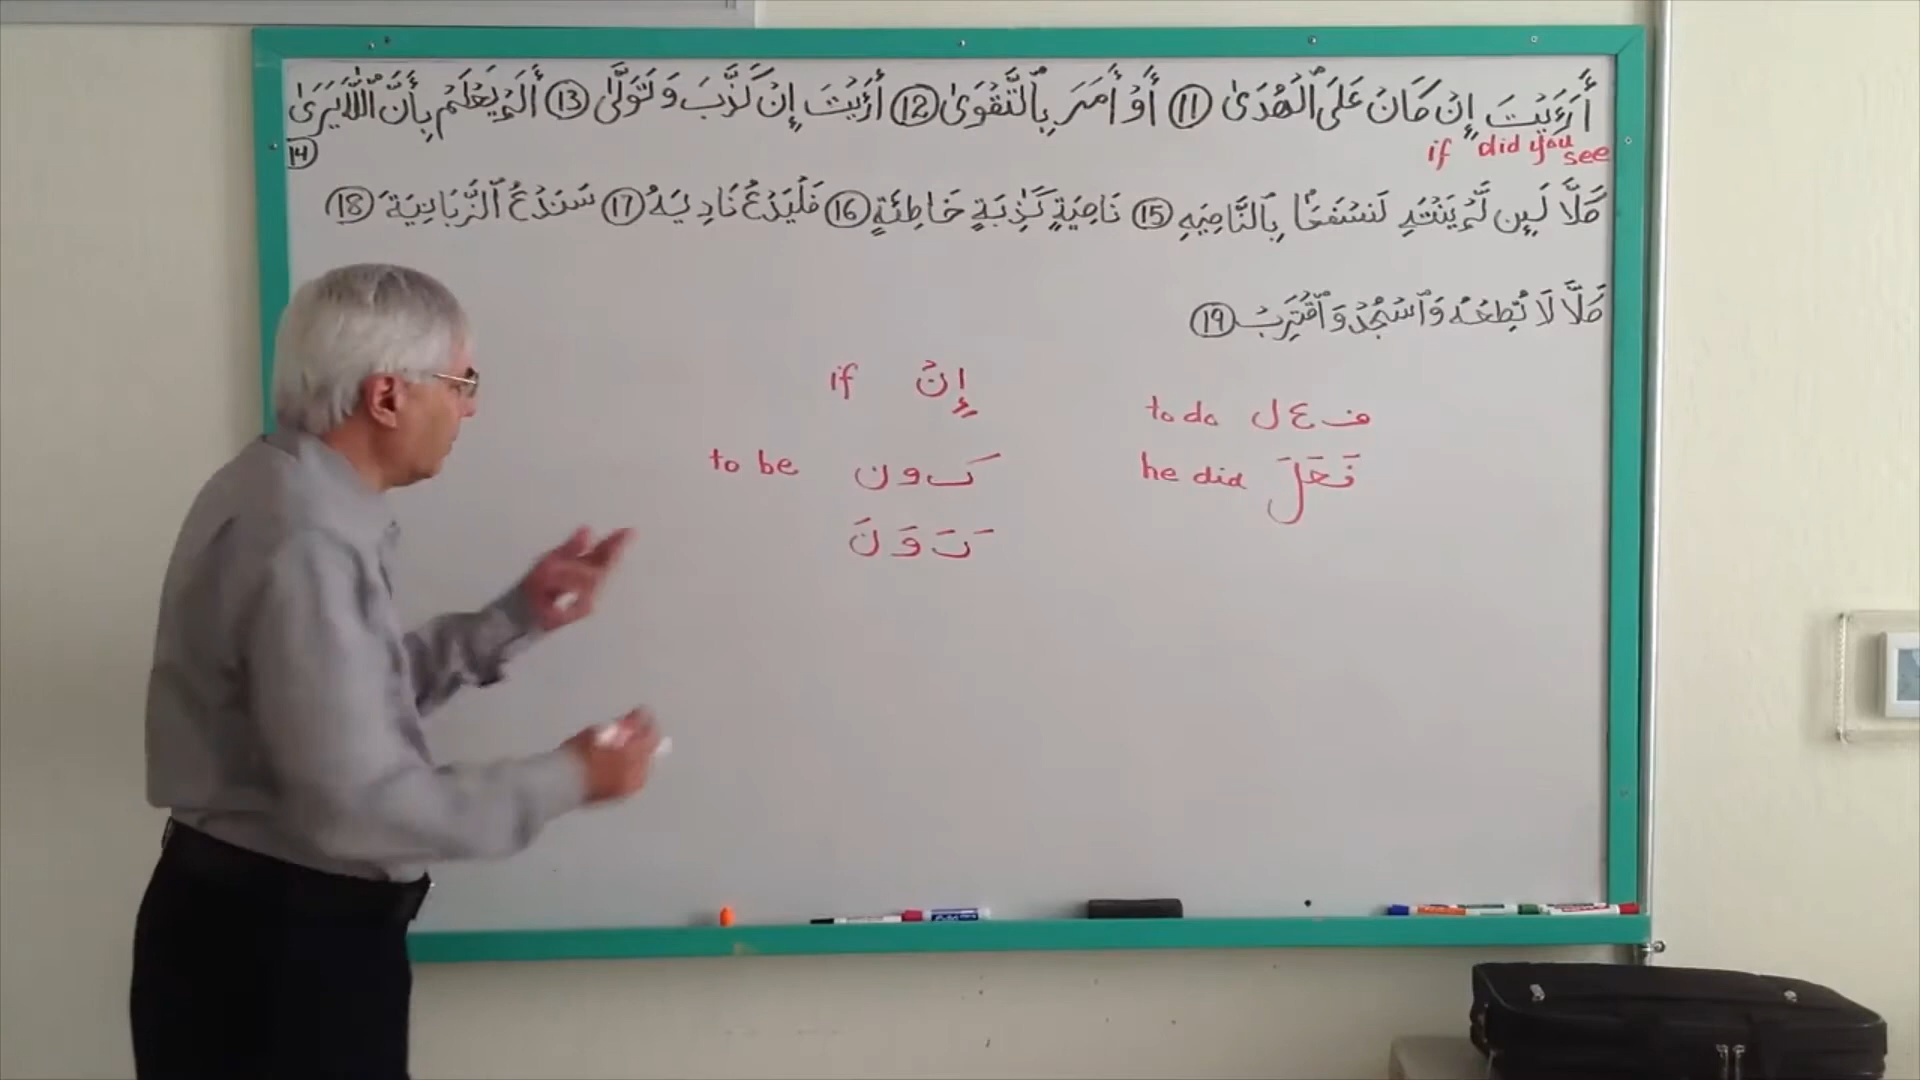 أَرَءَيْتَ إِنْ كَانَ عَلَى ٱلْهُدَىٰ ⑪ أَوْ أَمَرَ بِٱلتَّقْوَىٰ ⑫ أَرَءَيْتَ إِنْ كَذَّبَ وَتَوَلَّىٰ ⑬ أَلَمْ يَعْلَمْ بِأَنَّ ٱللَّهَ يَرَىٰ
⑭
if "did you see
كَلَّا لَئِن لَّمْ يَنْتَهِ لَنَسْفَعًا بِٱلنَّاصِيَةِ ⑮ نَاصِيَةٍ كَٰذِبَةٍ خَاطِئَةٍ ⑯ فَلْيَدْعُ نَادِيَهُ ⑰ سَنَدْعُ ٱلزَّبَانِيَةَ ⑱
كَلَّا لَا تُطِعْهُ وَٱسْجُدْ وَٱقْتَرِب ⑲
if إِنْ
to be ک و ن
كَ وَ نَ
to do ف ع ل
he did فَعَلَ